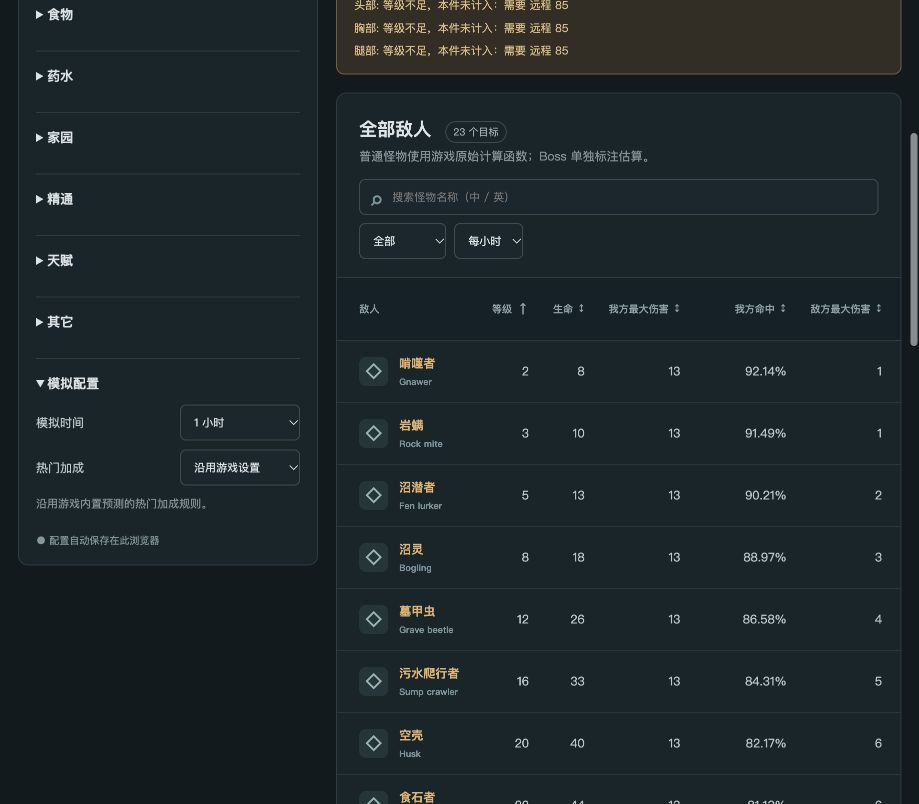 食物
药水
家园
精通
天赋
其它
模拟配置
模拟时间 1 小时
热门加成 沿用游戏设置
沿用游戏内置预测的热门加成规则。
配置自动保存在此浏览器
头部: 等级不足，本件未计入：需要 远程 85
胸部: 等级不足，本件未计入：需要 远程 85
腿部: 等级不足，本件未计入：需要 远程 85
全部敌人 23 个目标
普通怪物使用游戏原始计算函数；Boss 单独标注估算。
搜索怪物名称（中 / 英）
全部 每小时
敌人 等级 ↑ 生命 ↕ 我方最大伤害 ↕ 我方命中 ↕ 敌方最大伤害 ↕
啃噬者 2 8 13 92.14% 1
Gnawer
岩螨 3 10 13 91.49% 1
Rock mite
沼潜者 5 13 13 90.21% 2
Fen lurker
沼灵 8 18 13 88.97% 3
Bogling
墓甲虫 12 26 13 86.58% 4
Grave beetle
污水爬行者 16 33 13 84.31% 5
Sump crawler
空壳 20 40 13 82.17% 6
Husk
食石者